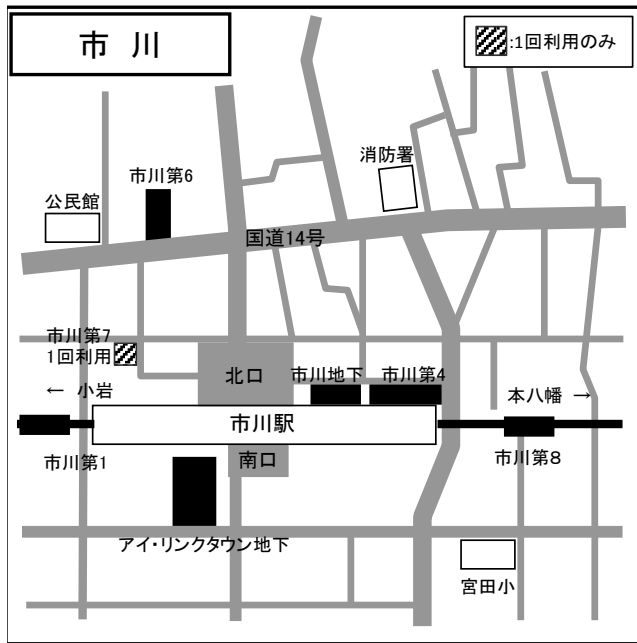 市 川
:1回利用のみ
消防署
市川第6
公民館
国道14号
市川第7
1回利用
北口
市川地下
市川第4
← 小岩
本八幡 →
市川駅
市川第1
南口
市川第8
アイ・リンクタウン地下
宮田小